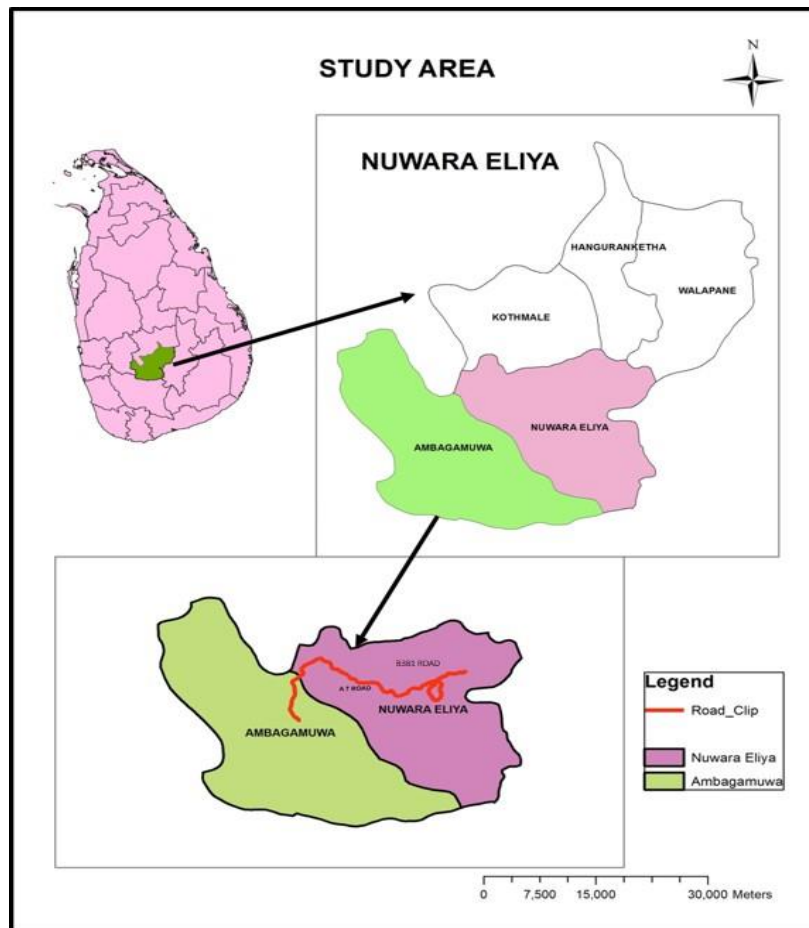 N
STUDY AREA
NUWARA ELIYA
HANGURANKETHA
WALAPANE
KOTHMALE
NUWARA ELIYA
AMBAGAMUWA
B381 ROAD
A T ROAD
NUWARA ELIYA
AMBAGAMUWA
Legend
Road_Clip
Nuwara Eliya
Ambagamuwa
0 7,500 15,000 30,000 Meters